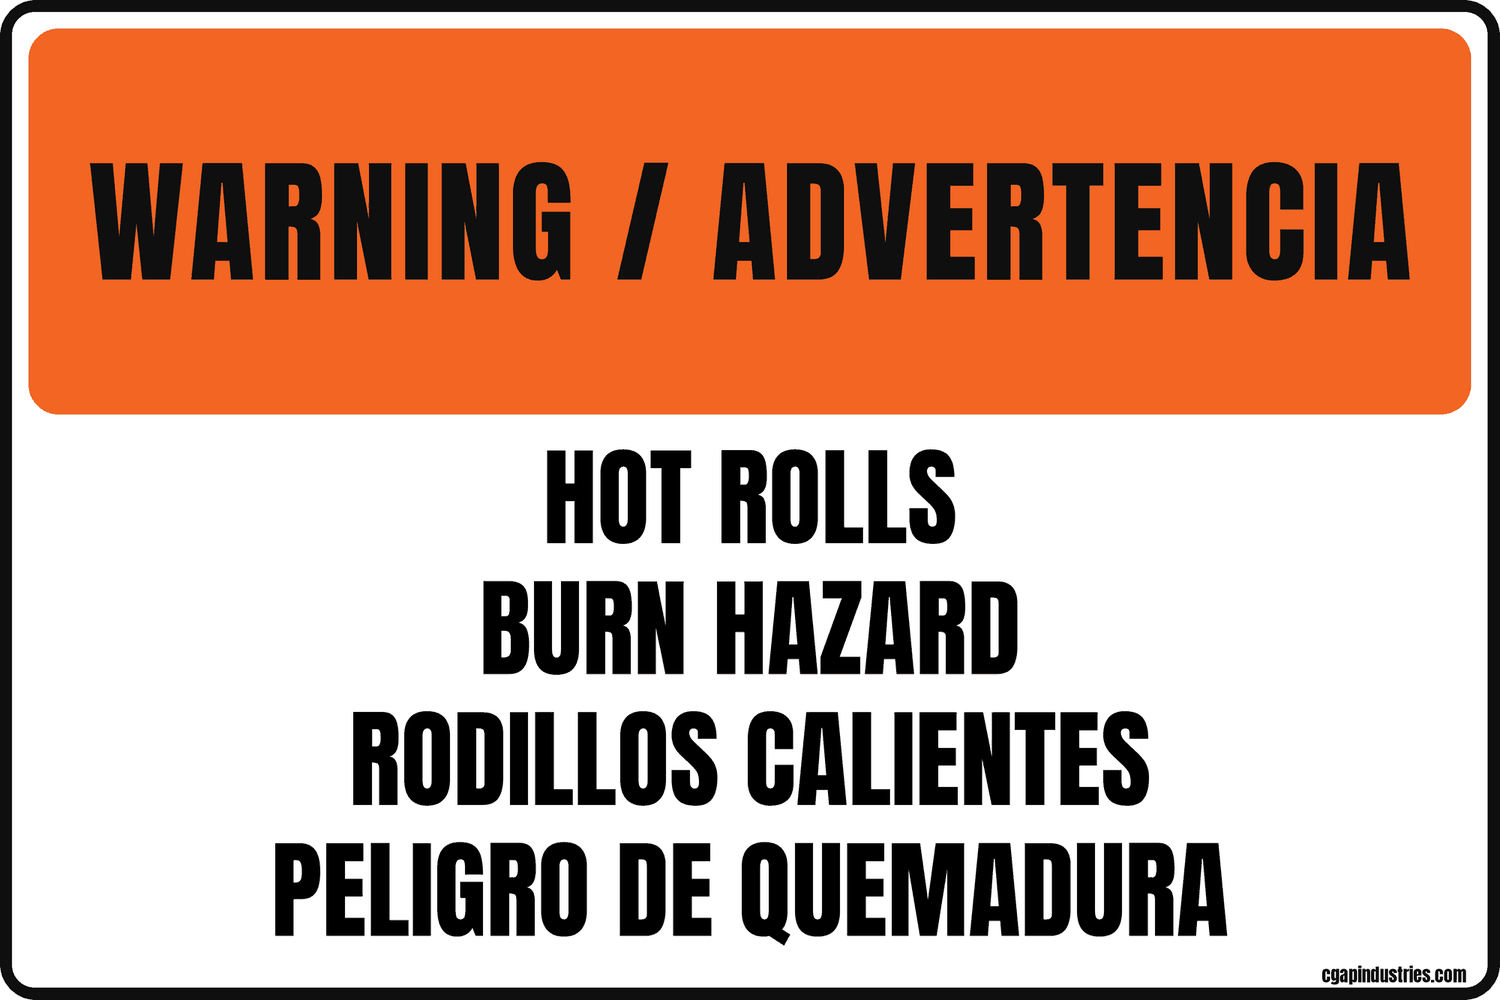 WARNING / ADVERTENCIA
HOT ROLLS
BURN HAZARD
RODILLOS CALIENTES
PELIGRO DE QUEMADURA
cgapindustries.com